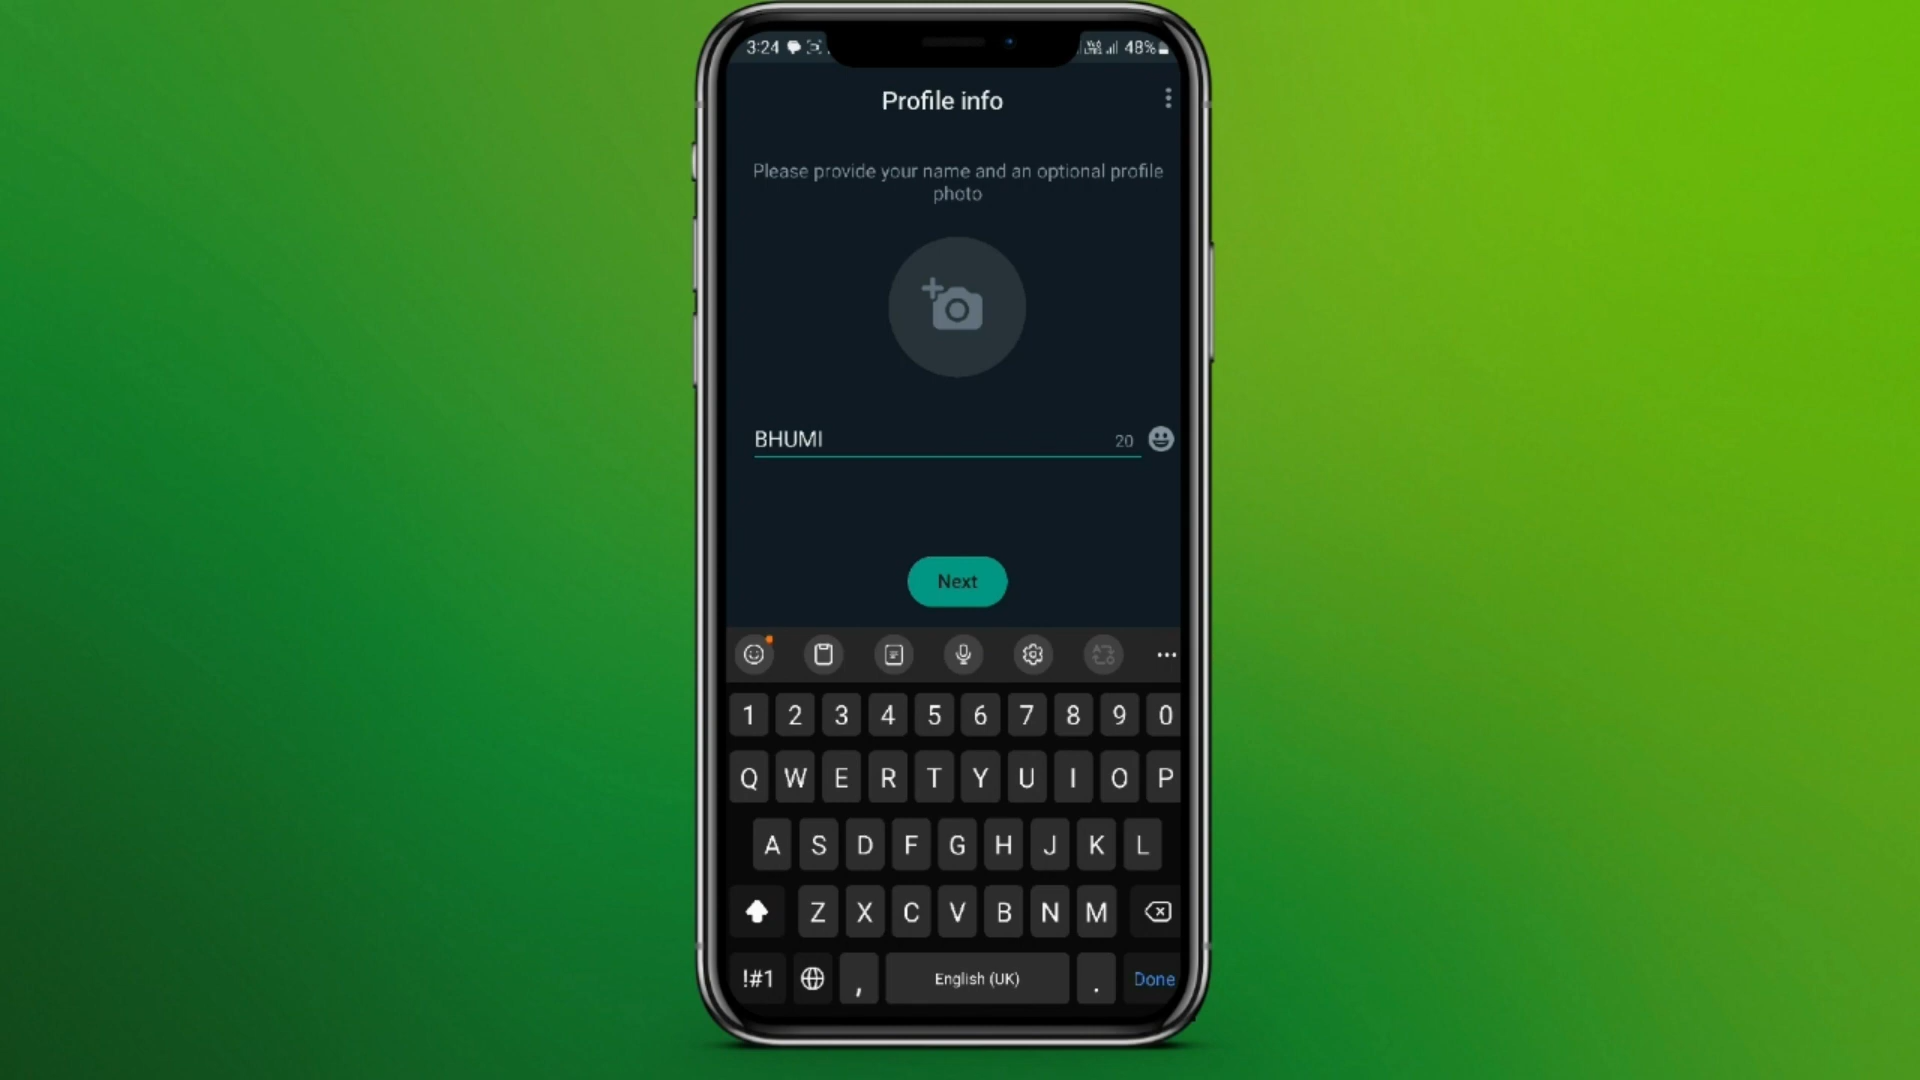 3:24
48%
Profile info
Please provide your name and an optional profile
photo
BHUMI 20
Next
1 2 3 4 5 6 7 8 9 0
Q W E R T Y U I O P
A S D F G H J K L
Z X C V B N M
!#1 , English (UK) . Done